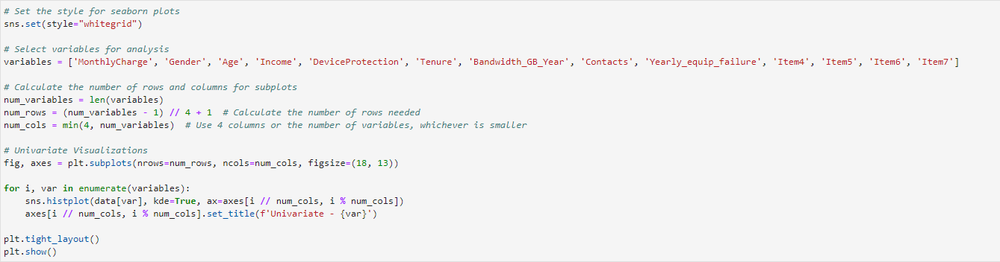 # Set the style for seaborn plots
sns.set(style="whitegrid")
# Select variables for analysis
variables = ['MonthlyCharge', 'Gender', 'Age', 'Income', 'DeviceProtection', 'Tenure', 'Bandwidth_GB_Year', 'Contacts', 'Yearly_equip_failure', 'Item4', 'Item5', 'Item6', 'Item7']
# Calculate the number of rows and columns for subplots
num_variables = len(variables)
num_rows = (num_variables - 1) // 4 + 1  # Calculate the number of rows needed
num_cols = min(4, num_variables)  # Use 4 columns or the number of variables, whichever is smaller
# Univariate Visualizations
fig, axes = plt.subplots(nrows=num_rows, ncols=num_cols, figsize=(18, 13))
for i, var in enumerate(variables):
    sns.histplot(data[var], kde=True, ax=axes[i // num_cols, i % num_cols])
    axes[i // num_cols, i % num_cols].set_title(f'Univariate - {var}')
plt.tight_layout()
plt.show()